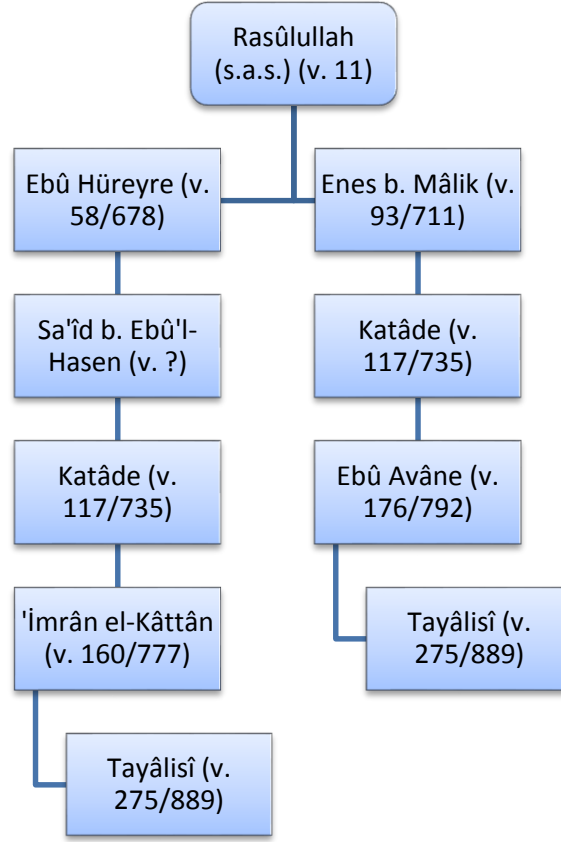 Rasûlullah
(s.a.s.) (v. 11)
Ebû Hüreyre (v.
58/678)
Enes b. Mâlik (v.
93/711)
Sa'îd b. Ebû'l-
Hasen (v. ?)
Katâde (v.
117/735)
Katâde (v.
117/735)
Ebû Avâne (v.
176/792)
'İmrân el-Kâttân
(v. 160/777)
Tayâlisî (v.
275/889)
Tayâlisî (v.
275/889)